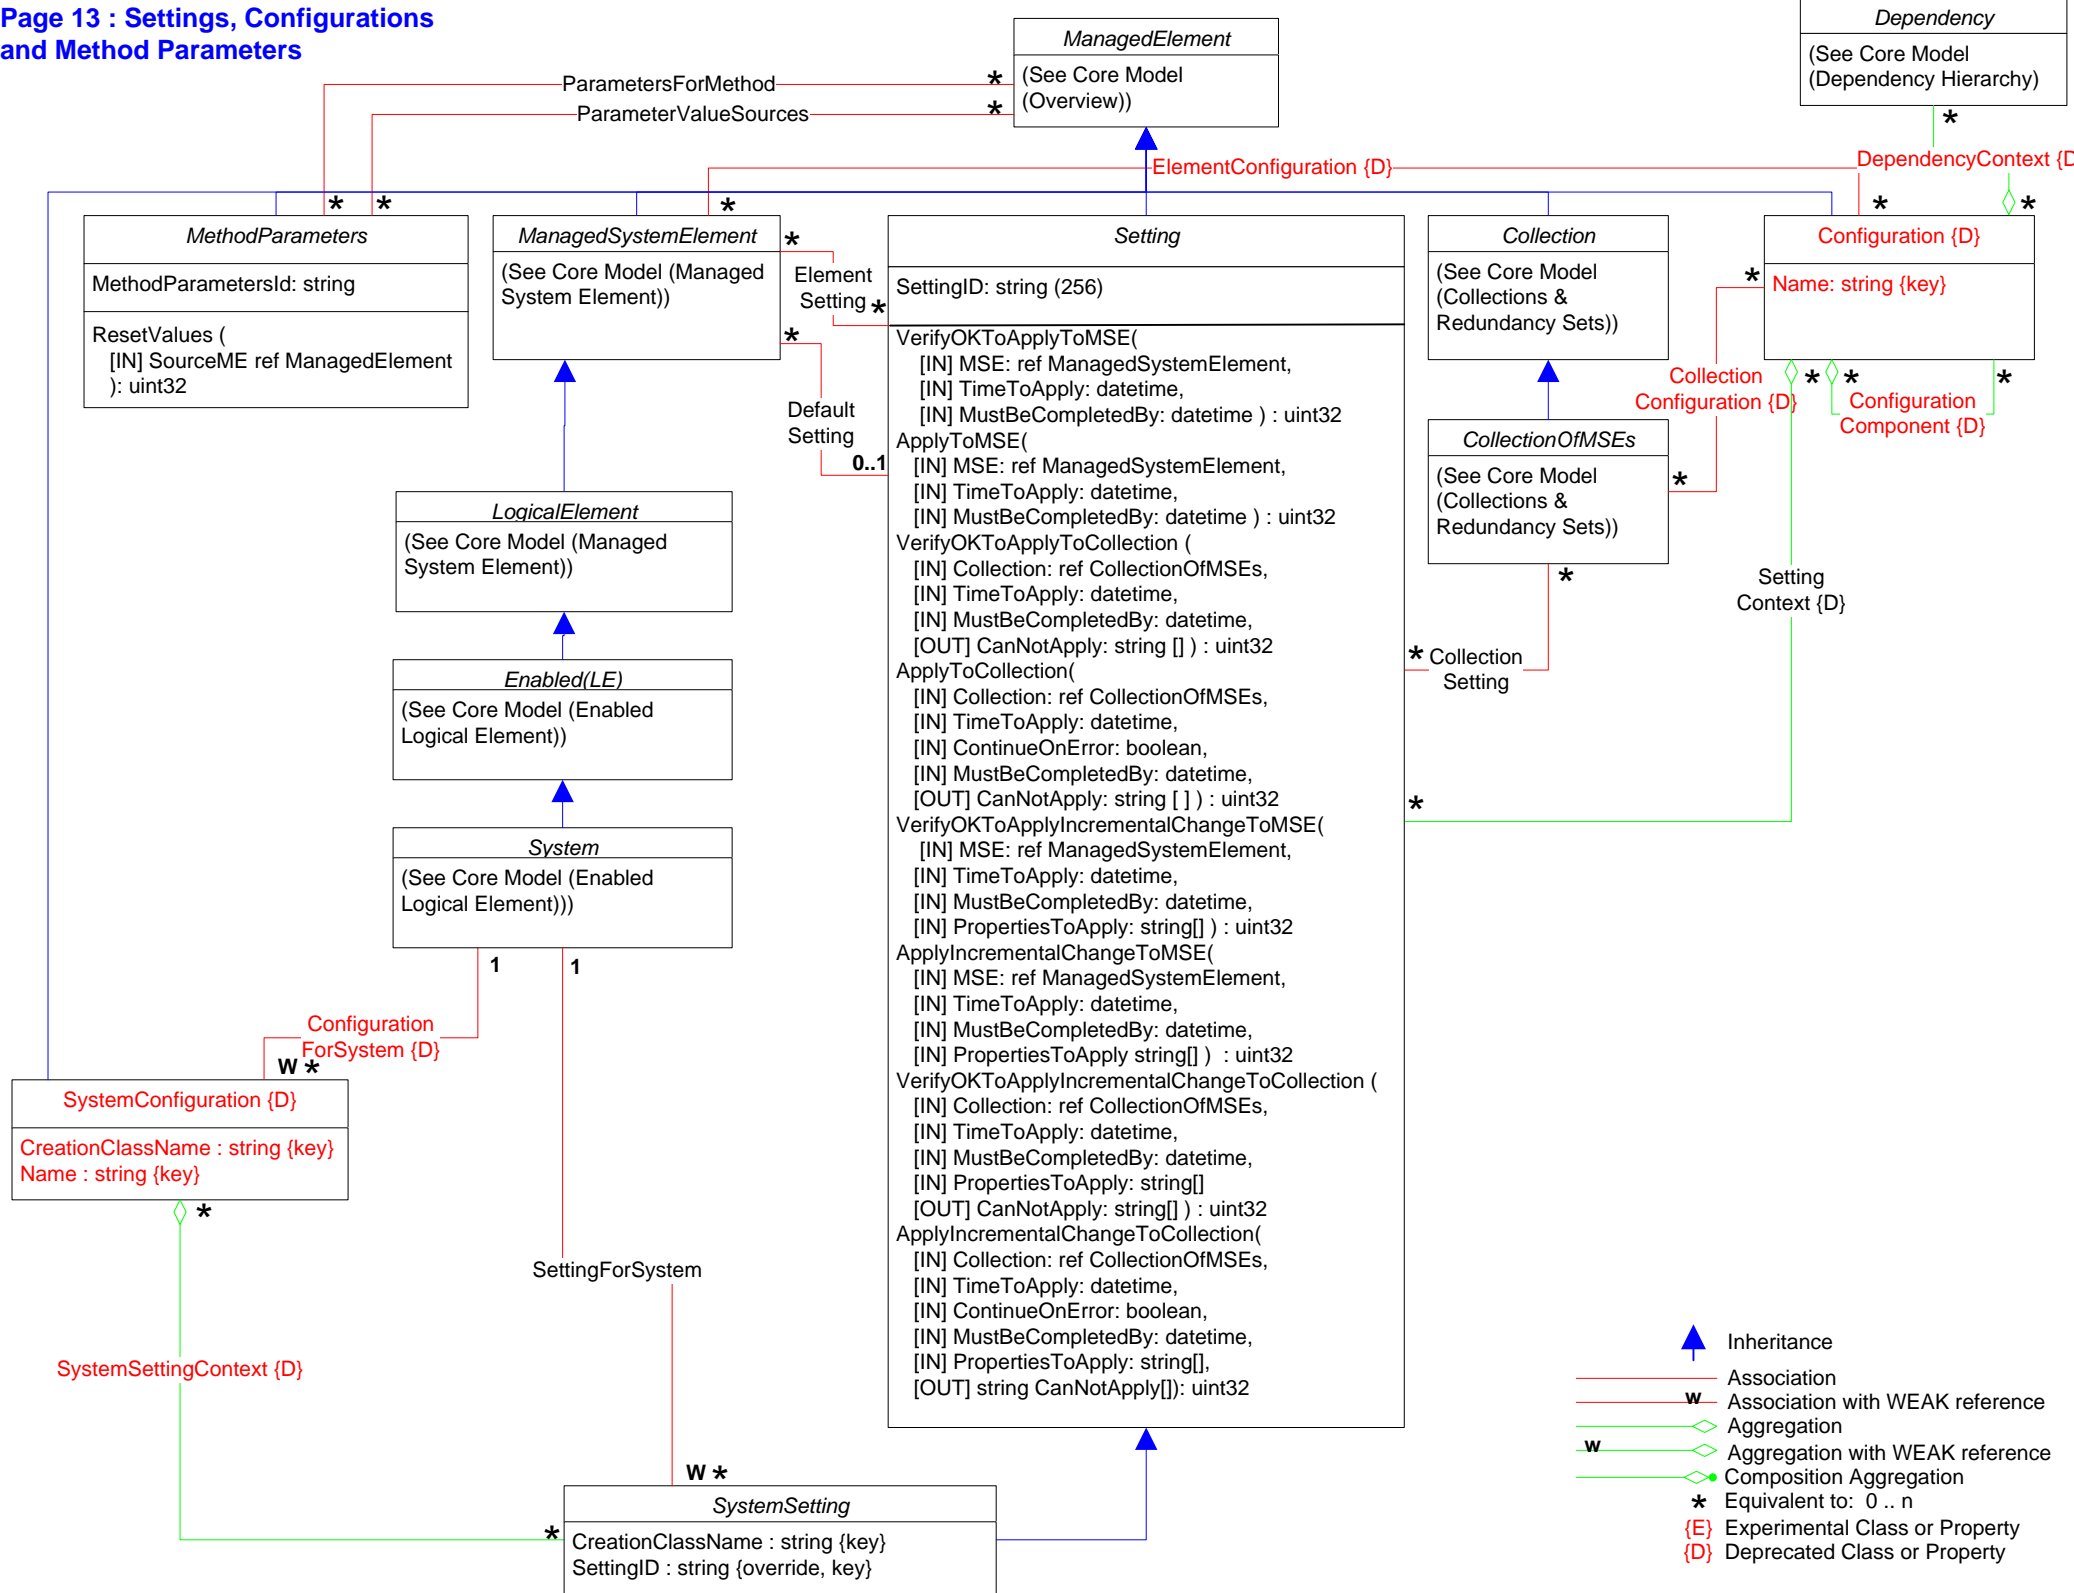 Page 13 : Settings, Configurations
and Method Parameters
ManagedElement
(See Core Model
(Overview))
Dependency
(See Core Model
(Dependency Hierarchy)
ParametersForMethod
*
ParameterValueSources
*
*
ElementConfiguration {D}
DependencyContext {D
* *
*
*
*
MethodParameters
MethodParametersId: string
ResetValues (
[IN] SourceME ref ManagedElement
): uint32
ManagedSystemElement
(See Core Model (Managed
System Element))
*
Element
Setting
*
*
Default
Setting
0..1
Setting
SettingID: string (256)
VerifyOKToApplyToMSE(
[IN] MSE: ref ManagedSystemElement,
[IN] TimeToApply: datetime,
[IN] MustBeCompletedBy: datetime ) : uint32
ApplyToMSE(
[IN] MSE: ref ManagedSystemElement,
[IN] TimeToApply: datetime,
[IN] MustBeCompletedBy: datetime ) : uint32
VerifyOKToApplyToCollection (
[IN] Collection: ref CollectionOfMSEs,
[IN] TimeToApply: datetime,
[IN] MustBeCompletedBy: datetime,
[OUT] CanNotApply: string [] ) : uint32
ApplyToCollection(
[IN] Collection: ref CollectionOfMSEs,
[IN] TimeToApply: datetime,
[IN] ContinueOnError: boolean,
[IN] MustBeCompletedBy: datetime,
[OUT] CanNotApply: string [ ] ) : uint32
VerifyOKToApplyIncrementalChangeToMSE(
[IN] MSE: ref ManagedSystemElement,
[IN] TimeToApply: datetime,
[IN] MustBeCompletedBy: datetime,
[IN] PropertiesToApply: string[] ) : uint32
ApplyIncrementalChangeToMSE(
[IN] MSE: ref ManagedSystemElement,
[IN] TimeToApply: datetime,
[IN] MustBeCompletedBy: datetime,
[IN] PropertiesToApply string[] )  : uint32
VerifyOKToApplyIncrementalChangeToCollection (
[IN] Collection: ref CollectionOfMSEs,
[IN] TimeToApply: datetime,
[IN] MustBeCompletedBy: datetime,
[IN] PropertiesToApply: string[]
[OUT] CanNotApply: string[] ) : uint32
ApplyIncrementalChangeToCollection(
[IN] Collection: ref CollectionOfMSEs,
[IN] TimeToApply: datetime,
[IN] ContinueOnError: boolean,
[IN] MustBeCompletedBy: datetime,
[IN] PropertiesToApply: string[],
[OUT] string CanNotApply[]): uint32
Collection
(See Core Model
(Collections &
Redundancy Sets))
Configuration {D}
Name: string {key}
*
Collection
Configuration {D}
* *
*
Configuration
Component {D}
CollectionOfMSEs
(See Core Model
(Collections &
Redundancy Sets))
*
*
Setting
Context {D}
* Collection
Setting
*
LogicalElement
(See Core Model (Managed
System Element))
Enabled(LE)
(See Core Model (Enabled
Logical Element))
System
(See Core Model (Enabled
Logical Element)))
1
1
Configuration
ForSystem {D}
W *
SystemConfiguration {D}
CreationClassName : string {key}
Name : string {key}
*
SettingForSystem
SystemSettingContext {D}
W *
*
SystemSetting
CreationClassName : string {key}
SettingID : string {override, key}
Inheritance
Association
w Association with WEAK reference
Aggregation
w Aggregation with WEAK reference
Composition Aggregation
* Equivalent to:  0 .. n
{E} Experimental Class or Property
{D} Deprecated Class or Property